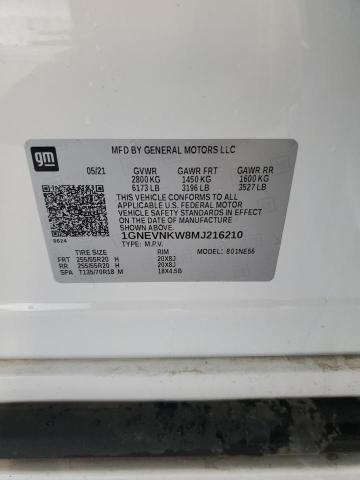 gm
MFD BY GENERAL MOTORS LLC
05/21 GVWR GAWR FRT GAWR RR
2800 KG 1450 KG 1600 KG
6173 LB 3196 LB 3527 LB
THIS VEHICLE CONFORMS TO ALL
APPLICABLE U.S. FEDERAL MOTOR
VEHICLE SAFETY STANDARDS IN EFFECT
ON THE DATE OF MANUFACTURE
SHOWN ABOVE.
0624
1GNEVNKW8MJ216210
TYPE: M.P.V. 801NE56
TIRE SIZE RIM
FRT 255/55R20 H 20X8J
RR 255/55R20 H 20X8J
SPA T135/70R18 M 18X4.5B